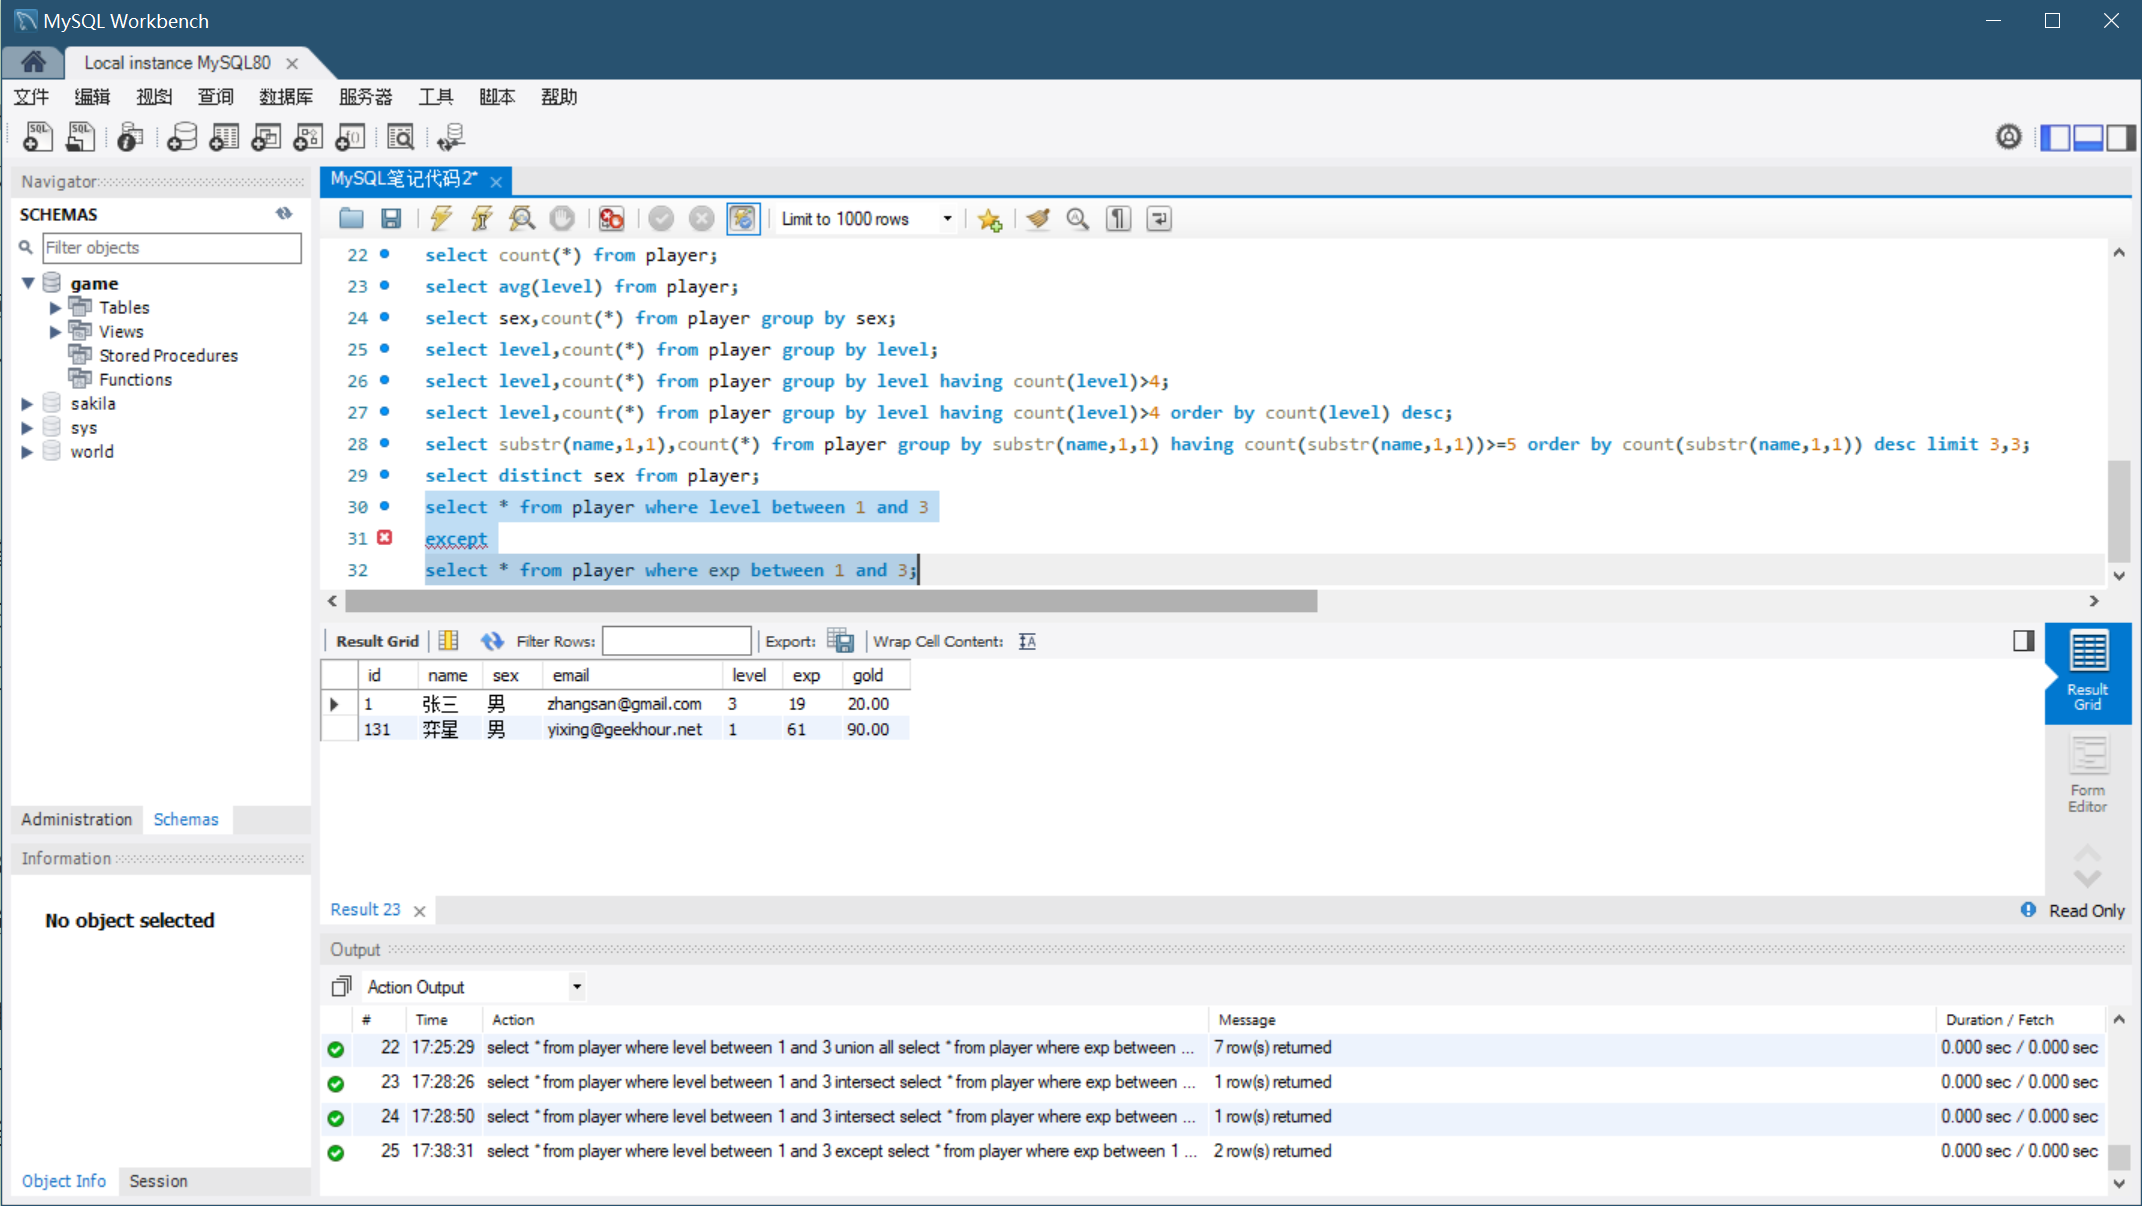 MySQL Workbench
Local instance MySQL80
文件 编辑 视图 查询 数据库 服务器 工具 脚本 帮助
Navigator
SCHEMAS
Filter objects
game
Tables
Views
Stored Procedures
Functions
sakila
sys
world
Administration Schemas
Information
No object selected
Object Info Session
MySQL笔记代码2*
Limit to 1000 rows
22 select count(*) from player;
23 select avg(level) from player;
24 select sex,count(*) from player group by sex;
25 select level,count(*) from player group by level;
26 select level,count(*) from player group by level having count(level)>4;
27 select level,count(*) from player group by level having count(level)>4 order by count(level) desc;
28 select substr(name,1,1),count(*) from player group by substr(name,1,1) having count(substr(name,1,1))>=5 order by count(substr(name,1,1)) desc limit 3,3;
29 select distinct sex from player;
30 select * from player where level between 1 and 3
31 except
32 select * from player where exp between 1 and 3;
Result Grid Filter Rows: Export: Wrap Cell Content:
id name sex email level exp gold
1 张三 男 zhangsan@gmail.com 3 19 20.00
131 弈星 男 yixing@geekhour.net 1 61 90.00
Result
Grid
Form
Editor
Result 23
Read Only
Output
Action Output
# Time Action Message Duration / Fetch
22 17:25:29 select * from player where level between 1 and 3 union all select * from player where exp between ... 7 row(s) returned 0.000 sec / 0.000 sec
23 17:28:26 select * from player where level between 1 and 3 intersect select * from player where exp between ... 1 row(s) returned 0.000 sec / 0.000 sec
24 17:28:50 select * from player where level between 1 and 3 intersect select * from player where exp between ... 1 row(s) returned 0.000 sec / 0.000 sec
25 17:38:31 select * from player where level between 1 and 3 except select * from player where exp between 1 ... 2 row(s) returned 0.000 sec / 0.000 sec